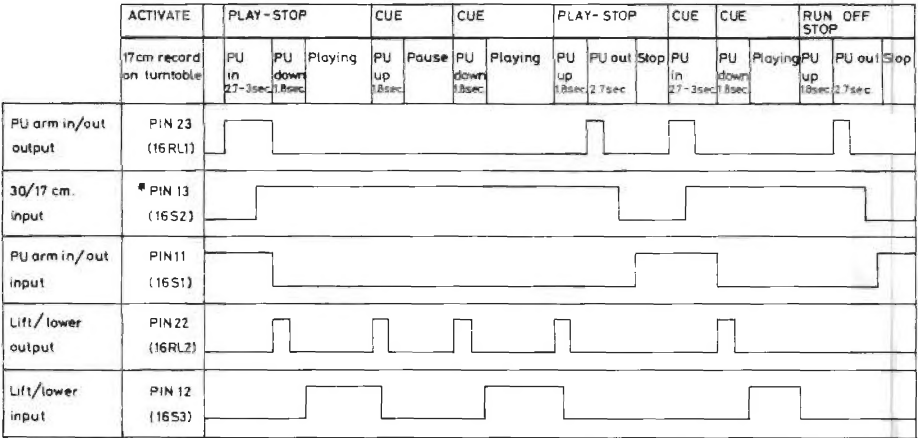 ACTIVATE PLAY-STOP CUE CUE PLAY-STOP CUE CUE RUN OFF STOP
17cm record on turntable
PU in 2.7-3sec
PU down 1.8sec
Playing
PU up 1.8sec
Pause
PU down 1.8sec
Playing
PU up 1.8sec
PU out 2.7sec
Stop
PU in 2.7-3sec
PU down 1.8sec
Playing
PU up 1.8sec
PU out 2.7sec
Stop
PU arm in/out PIN 23
output (16RL1)
30/17 cm. * PIN 13
input (16S2)
PU arm in/out PIN11
input (16S1)
Lift/lower PIN22
output (16RL2)
Lift/lower PIN 12
input (16S3)